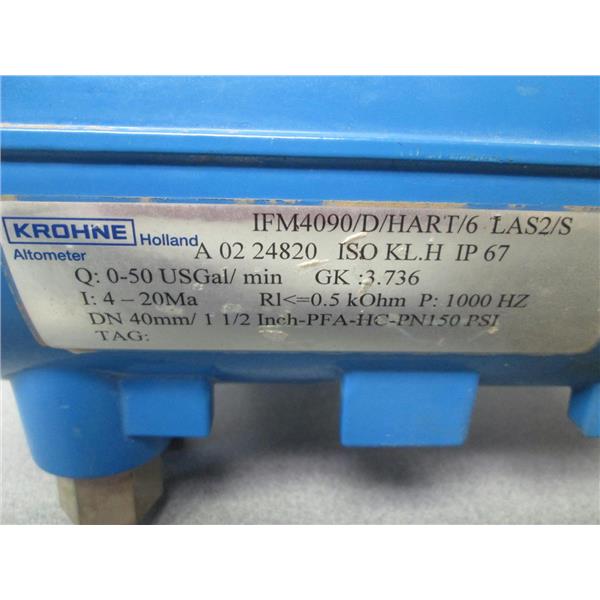 IFM4090/D/HART/6 LAS2/S
KROHNE Holland A 02 24820 ISO KL.H IP 67
Altometer
Q: 0-50 USGal/ min GK :3.736
I: 4 – 20Ma Rl<=0.5 kOhm P: 1000 HZ
DN 40mm/ 1 1/2 Inch-PFA-HC-PN150 PSI
TAG: